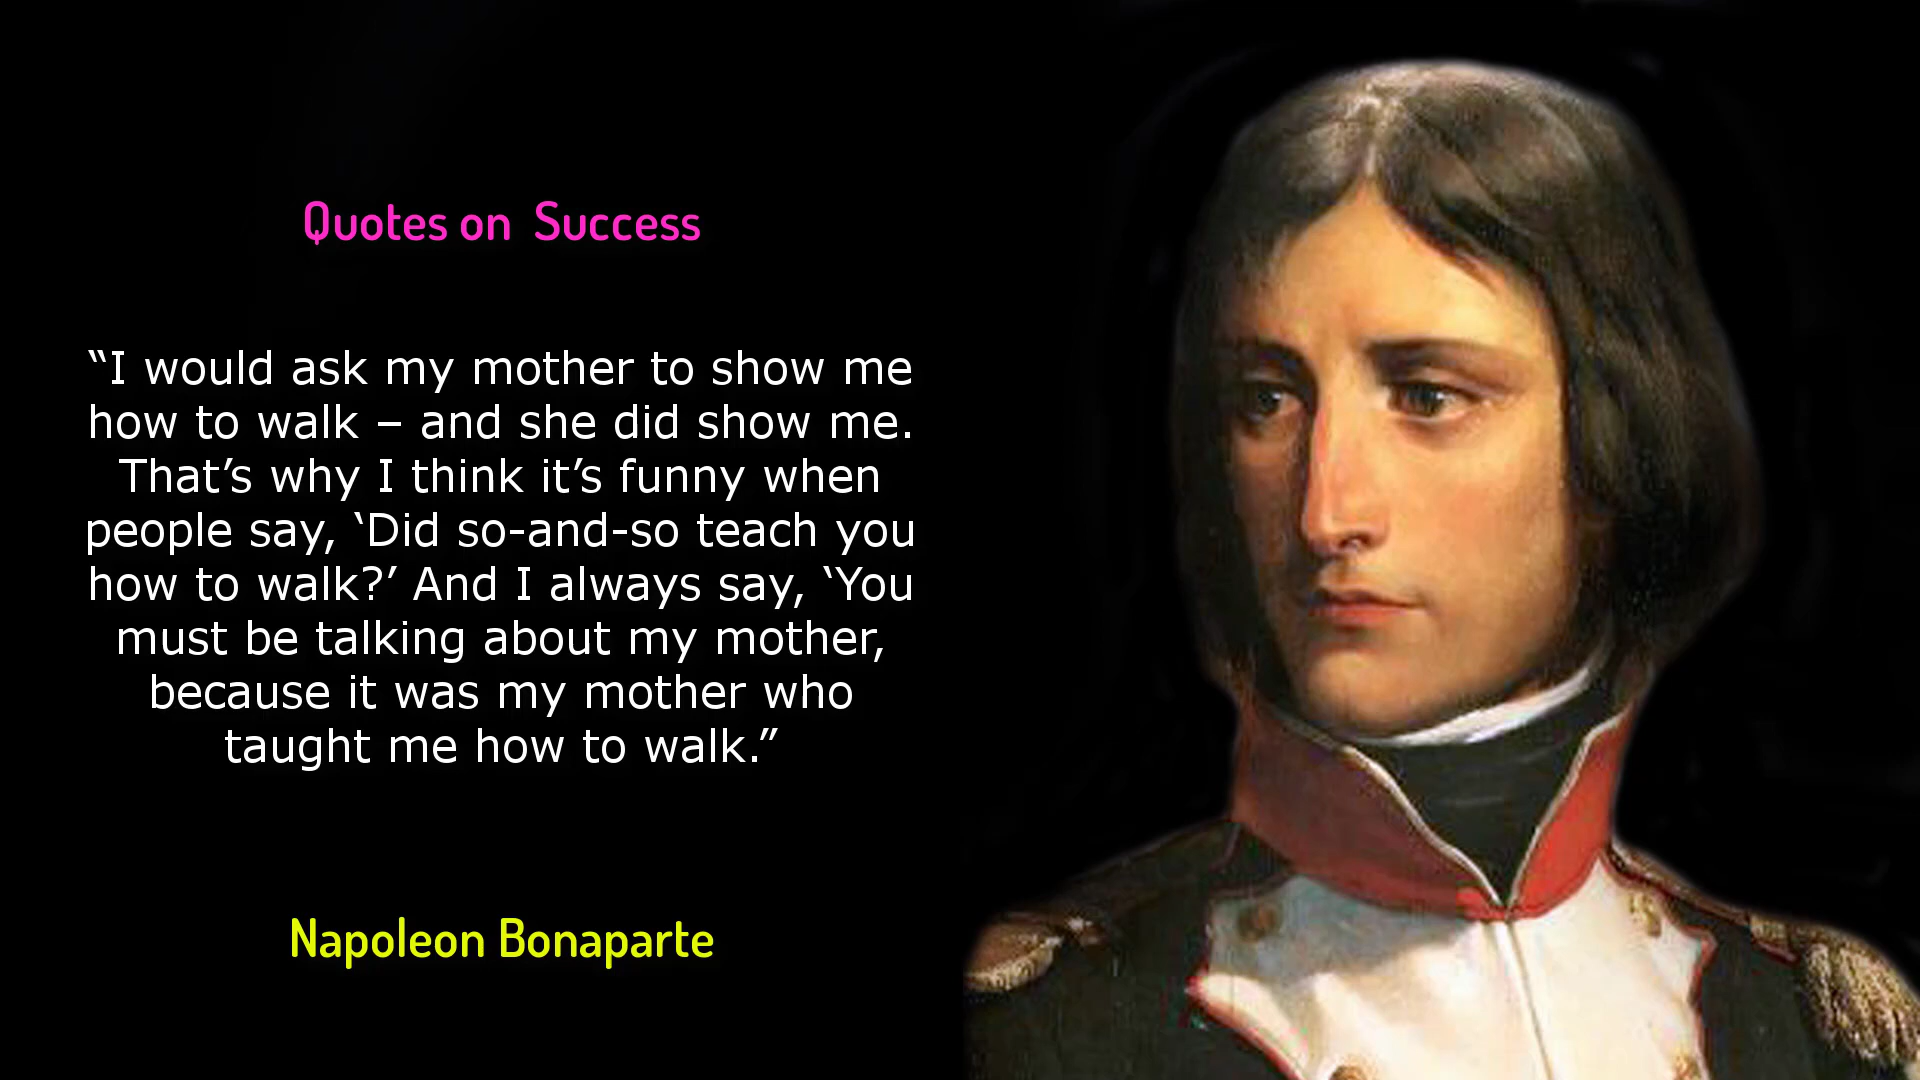 Quotes on  Success
“I would ask my mother to show me
how to walk – and she did show me.
That’s why I think it’s funny when
people say, ‘Did so-and-so teach you
how to walk?’ And I always say, ‘You
must be talking about my mother,
because it was my mother who
taught me how to walk.”
Napoleon Bonaparte